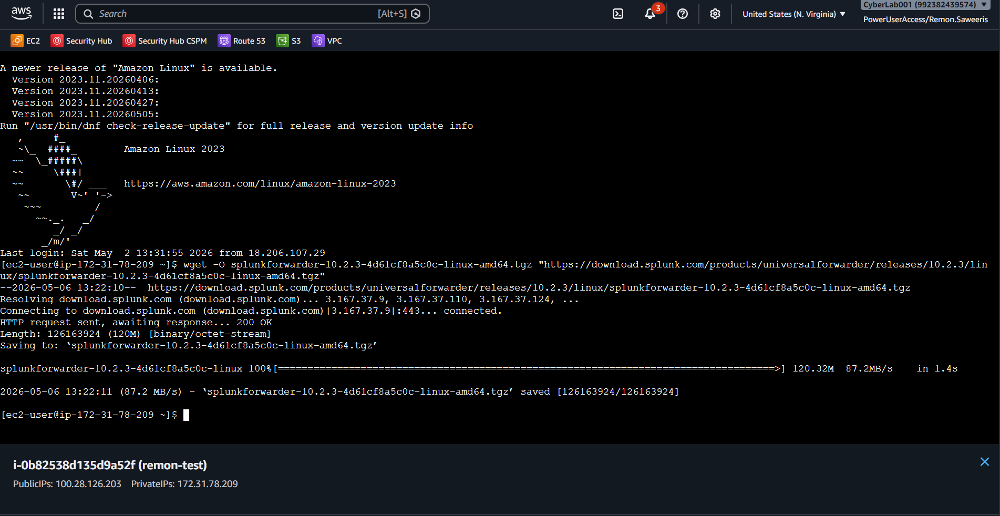 aws
Search [Alt+S]
3
United States (N. Virginia)
CyberLab001 (992382439574)
PowerUserAccess/Remon.Saweeris
EC2 Security Hub Security Hub CSPM Route 53 S3 VPC
A newer release of "Amazon Linux" is available.
  Version 2023.11.20260406:
  Version 2023.11.20260413:
  Version 2023.11.20260427:
  Version 2023.11.20260505:
Run "/usr/bin/dnf check-release-update" for full release and version update info
   ,     #_
   ~\_  ####_        Amazon Linux 2023
  ~~  \_#####\
  ~~     \###|
  ~~       \#/ ___   https://aws.amazon.com/linux/amazon-linux-2023
   ~~       V~' '->
    ~~~         /
      ~~._.   _/
         _/ _/
       _/m/'
Last login: Sat May  2 13:31:55 2026 from 18.206.107.29
[ec2-user@ip-172-31-78-209 ~]$ wget -O splunkforwarder-10.2.3-4d61cf8a5c0c-linux-amd64.tgz "https://download.splunk.com/products/universalforwarder/releases/10.2.3/lin
ux/splunkforwarder-10.2.3-4d61cf8a5c0c-linux-amd64.tgz"
--2026-05-06 13:22:10--  https://download.splunk.com/products/universalforwarder/releases/10.2.3/linux/splunkforwarder-10.2.3-4d61cf8a5c0c-linux-amd64.tgz
Resolving download.splunk.com (download.splunk.com)... 3.167.37.9, 3.167.37.110, 3.167.37.124, ...
Connecting to download.splunk.com (download.splunk.com)|3.167.37.9|:443... connected.
HTTP request sent, awaiting response... 200 OK
Length: 126163924 (120M) [binary/octet-stream]
Saving to: ‘splunkforwarder-10.2.3-4d61cf8a5c0c-linux-amd64.tgz’
splunkforwarder-10.2.3-4d61cf8a5c0c-linux 100%[====================================================================================>] 120.32M  87.2MB/s    in 1.4s
2026-05-06 13:22:11 (87.2 MB/s) - ‘splunkforwarder-10.2.3-4d61cf8a5c0c-linux-amd64.tgz’ saved [126163924/126163924]
[ec2-user@ip-172-31-78-209 ~]$
i-0b82538d135d9a52f (remon-test)
PublicIPs: 100.28.126.203 PrivateIPs: 172.31.78.209